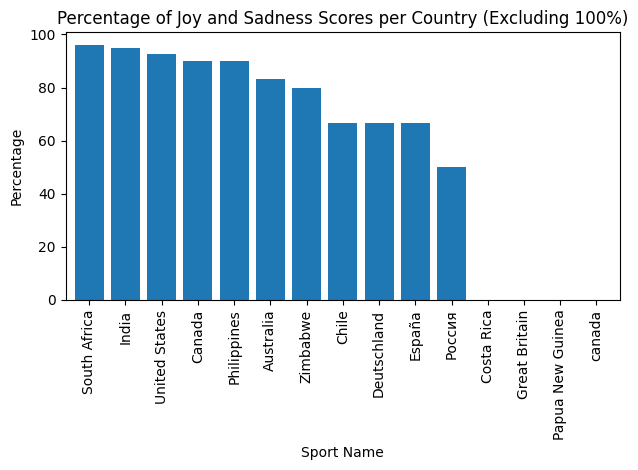 Percentage of Joy and Sadness Scores per Country (Excluding 100%)
Percentage
100
80
60
40
20
0
South Africa
India
United States
Canada
Philippines
Australia
Zimbabwe
Chile
Deutschland
España
Россия
Costa Rica
Great Britain
Papua New Guinea
canada
Sport Name